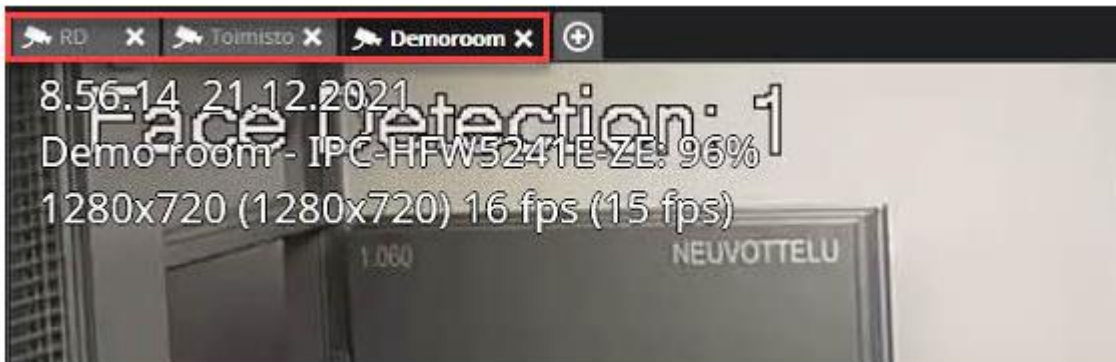 RD Toimisto Demoroom
8.56.14 21.12.2021
Face Detection: 1
Demo room - IPC-HFW5241E-ZE: 96%
1280x720 (1280x720) 16 fps (15 fps)
1.060 NEUVOTTELU